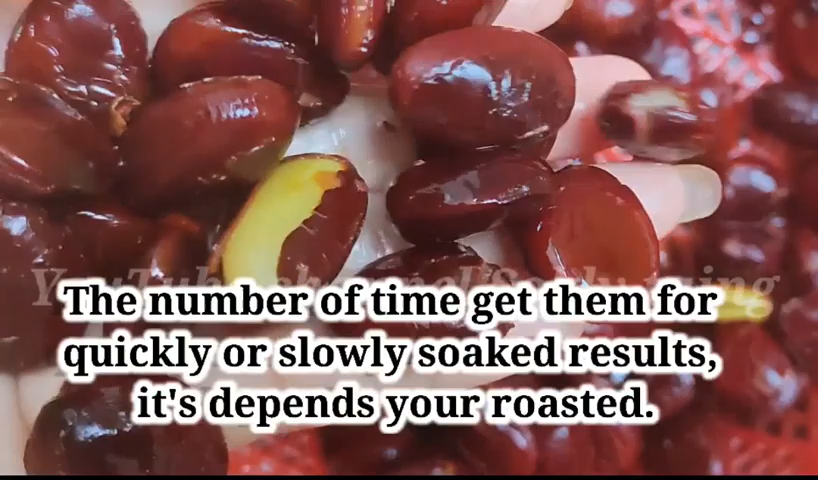 The number of time get them for
quickly or slowly soaked results,
it's depends your roasted.